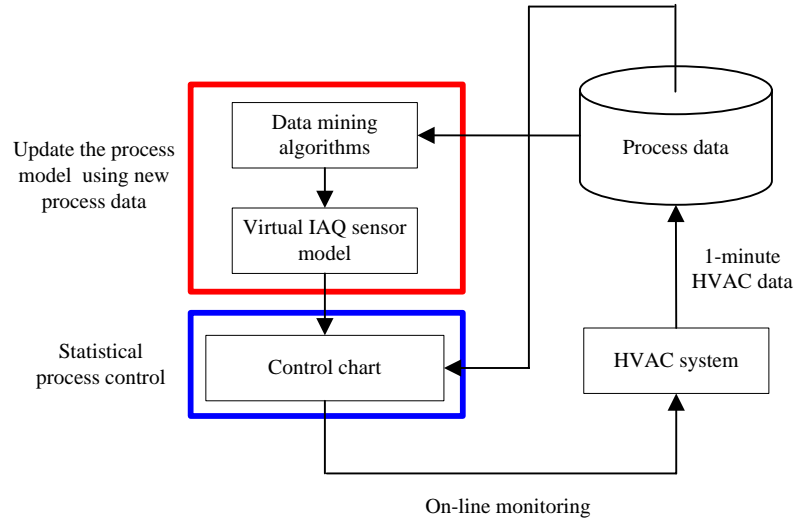 Update the process
model using new
process data
Data mining
algorithms
Virtual IAQ sensor
model
Process data
1-minute
HVAC data
Statistical
process control
Control chart
HVAC system
On-line monitoring